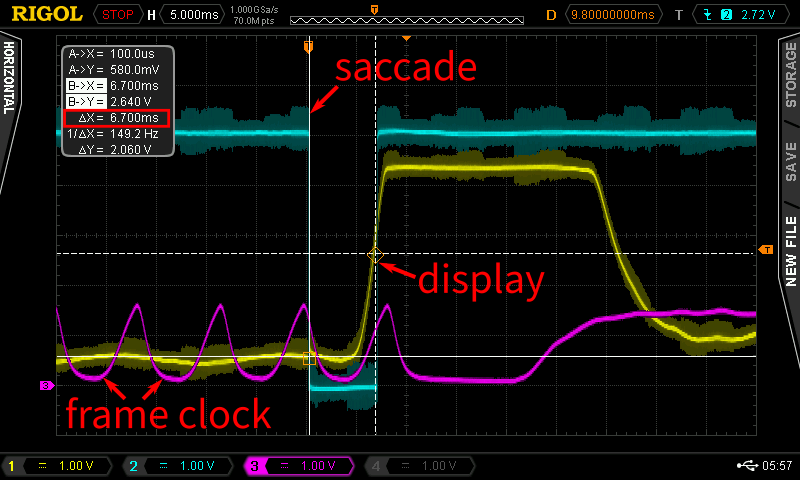 RIGOL STOP H 5.000ms 1.000GSa/s 70.0M pts T D 9.80000000ms T 2 2.72 V
HORIZONTAL
A->X = 100.0us
A->Y = 580.0mV
B->X = 6.700ms
B->Y = 2.640 V
ΔX = 6.700ms
1/ΔX = 149.2 Hz
ΔY = 2.060 V
T
saccade
STORAGE
SAVE
NEW FILE
T
display
3
frame clock
1 = 1.00 V 2 = 1.00 V 3 = 1.00 V 4 = 1.00 V 05:57